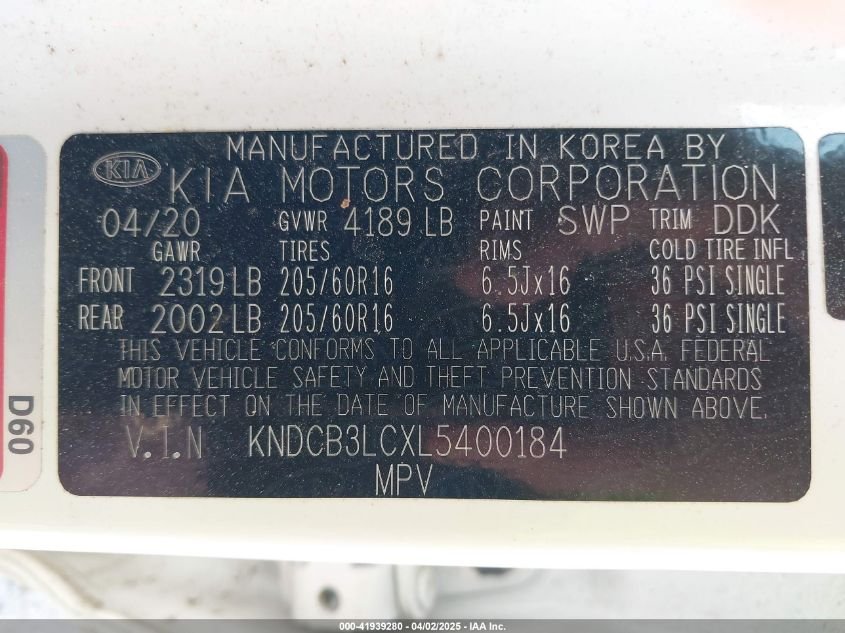 MANUFACTURED IN KOREA BY
KIA KIA MOTORS CORPORATION
04/20 GVWR 4189 LB PAINT SWP TRIM DDK
GAWR TIRES RIMS COLD TIRE INFL
FRONT 2319 LB 205/60R16 6.5Jx16 36 PSI SINGLE
REAR 2002 LB 205/60R16 6.5Jx16 36 PSI SINGLE
THIS VEHICLE CONFORMS TO ALL APPLICABLE U.S.A. FEDERAL
MOTOR VEHICLE SAFETY AND THEFT PREVENTION STANDARDS
IN EFFECT ON THE DATE OF MANUFACTURE SHOWN ABOVE.
V.I.N KNDCB3LCXL5400184
MPV
D60
000-41939280 - 04/02/2025 - IAA Inc.